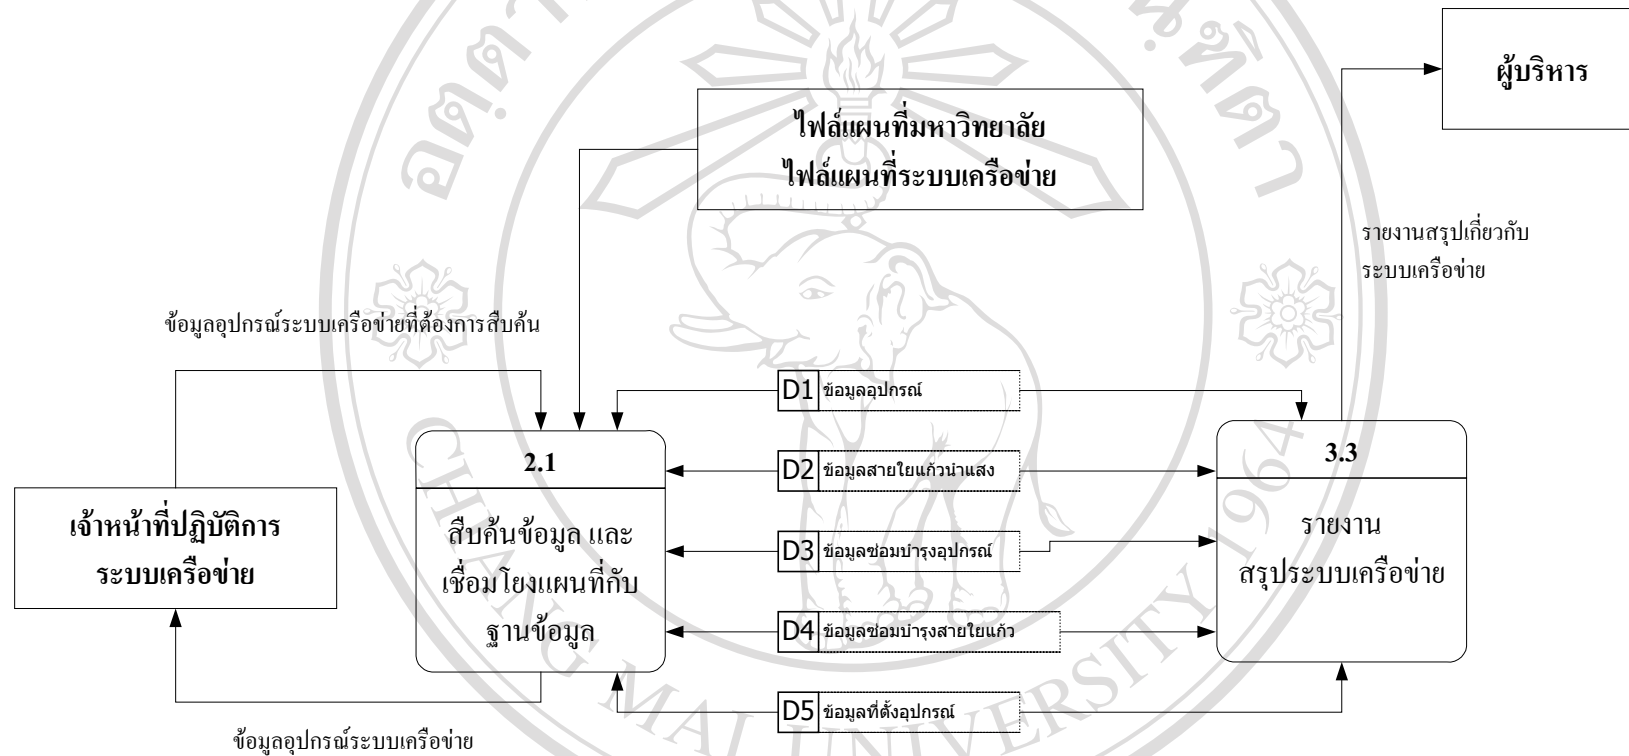 ผู้บริหาร
ไฟล์แผนที่มหาวิทยาลัย
ไฟล์แผนที่ระบบเครือข่าย
รายงานสรุปเกี่ยวกับ
ระบบเครือข่าย
ข้อมูลอุปกรณ์ระบบเครือข่ายที่ต้องการสืบค้น
D1 ข้อมูลอุปกรณ์
2.1
D2 ข้อมูลสายใยแก้วนำแสง
3.3
เจ้าหน้าที่ปฏิบัติการ
ระบบเครือข่าย
สืบค้นข้อมูล และ
เชื่อมโยงแผนที่กับ
ฐานข้อมูล
D3 ข้อมูลซ่อมบำรุงอุปกรณ์
รายงาน
สรุประบบเครือข่าย
D4 ข้อมูลซ่อมบำรุงสายใยแก้ว
D5 ข้อมูลที่ตั้งอุปกรณ์
ข้อมูลอุปกรณ์ระบบเครือข่าย
CHIANG MAI UNIVERSITY 1964